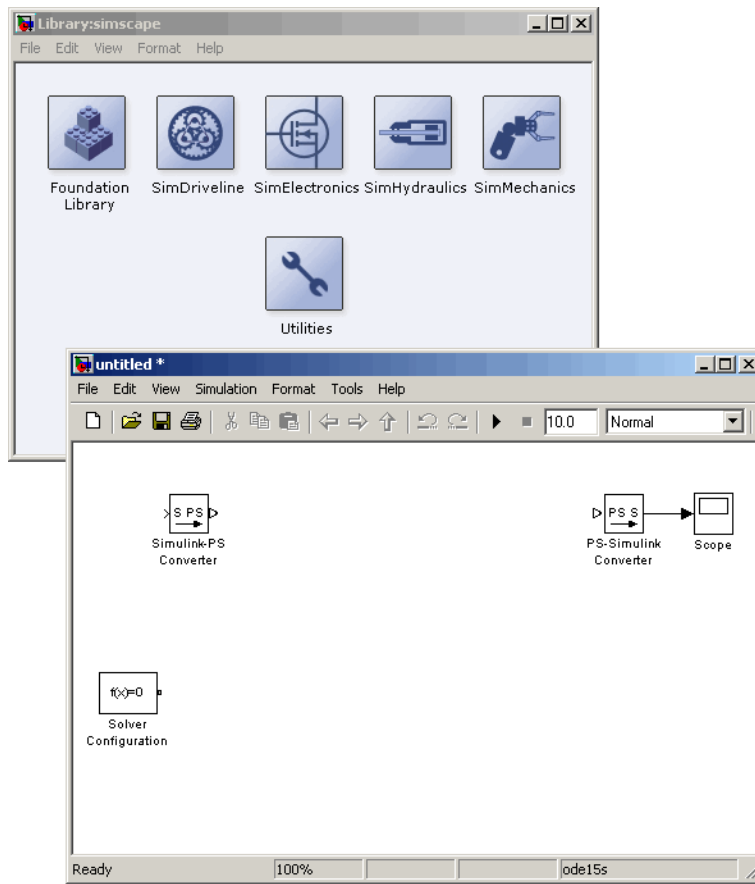 Library:simscape
File Edit View Format Help
Foundation
Library
SimDriveline
SimElectronics
SimHydraulics
SimMechanics
Utilities
untitled *
File Edit View Simulation Format Tools Help
10.0
Normal
S PS
Simulink-PS
Converter
PS S
PS-Simulink
Converter
Scope
f(x)=0
Solver
Configuration
Ready
100%
ode15s